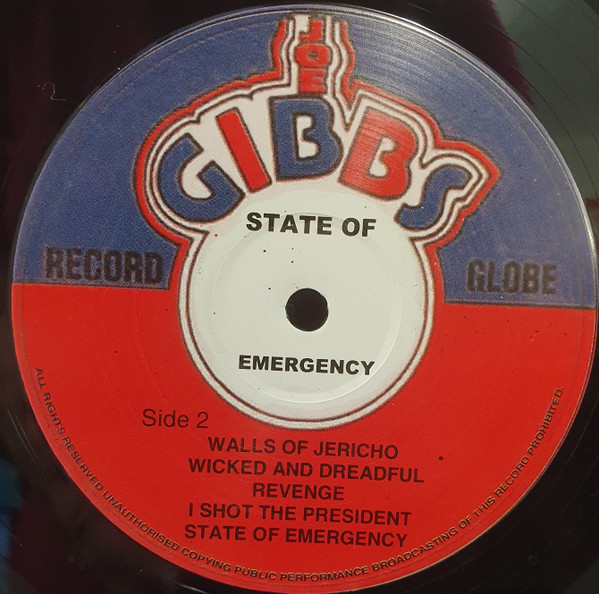 JOE
GIBBS
RECORD GLOBE
STATE OF
EMERGENCY
Side 2
WALLS OF JERICHO
WICKED AND DREADFUL
REVENGE
I SHOT THE PRESIDENT
STATE OF EMERGENCY
ALL RIGHTS RESERVED UNAUTHORISED COPYING PUBLIC PERFORMANCE BROADCASTING OF THIS RECORD PROHIBITED